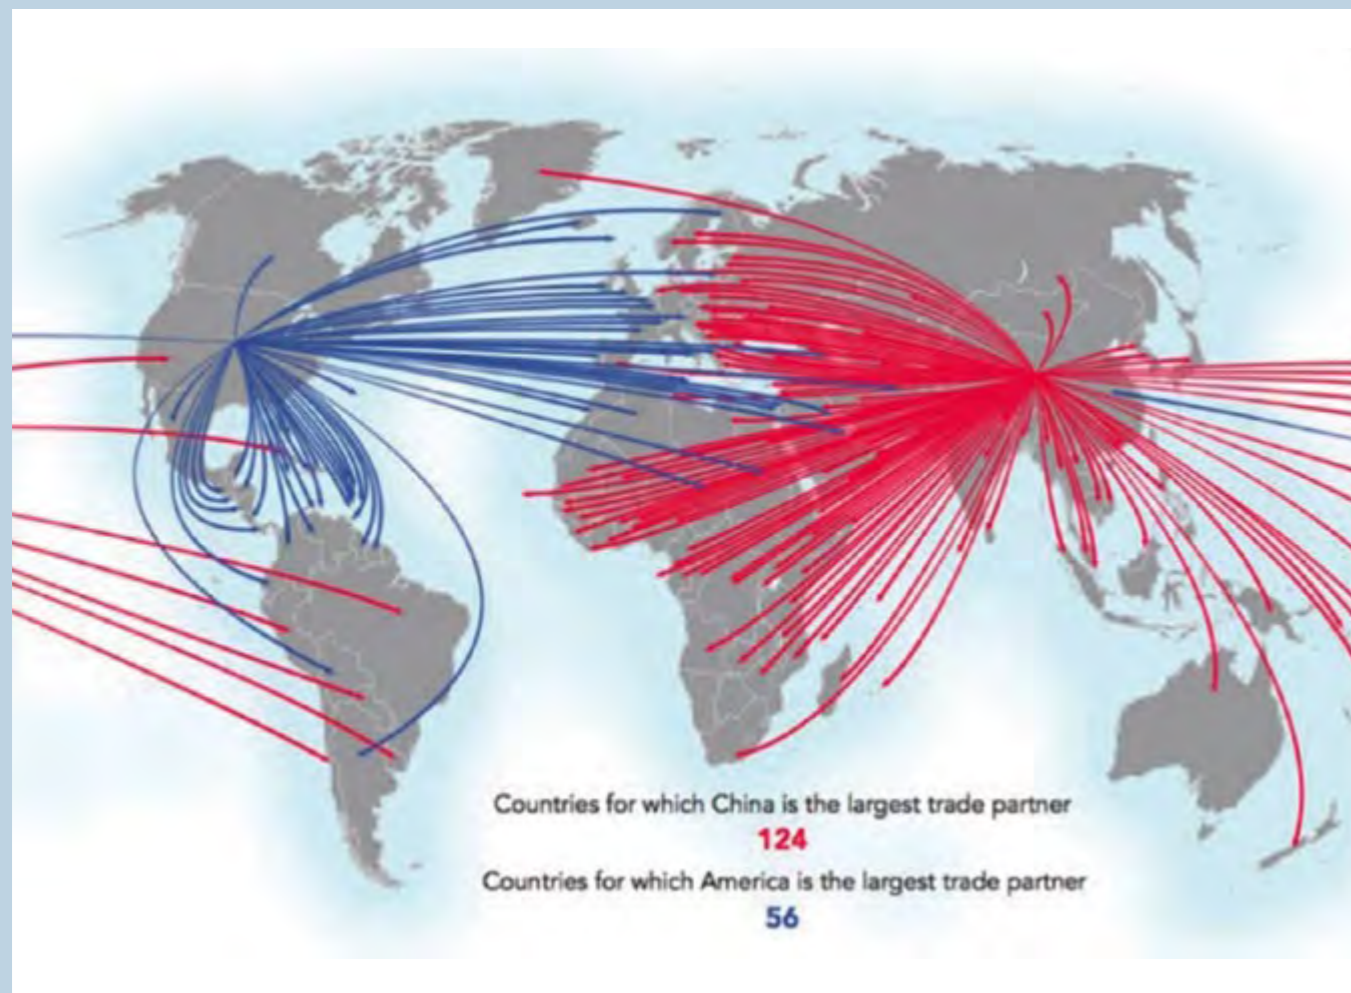 Countries for which China is the largest trade partner
124
Countries for which America is the largest trade partner
56